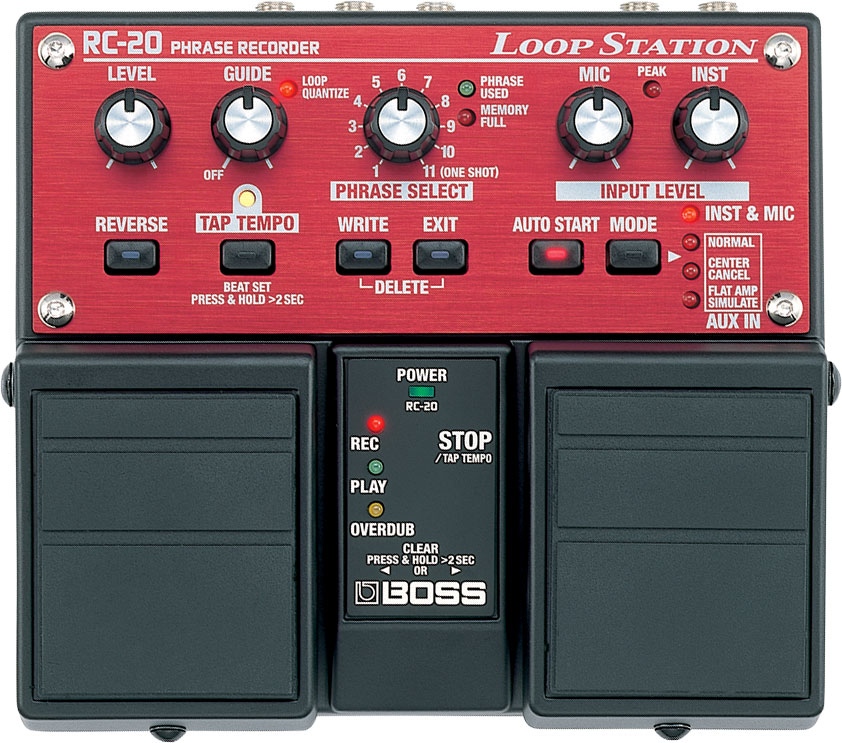 RC-20 PHRASE RECORDER
LOOP STATION
LEVEL
GUIDE
LOOP
QUANTIZE
OFF
1
2
3
4
5
6
7
8
9
10
11 (ONE SHOT)
PHRASE SELECT
PHRASE
USED
MEMORY
FULL
MIC
PEAK
INST
INPUT LEVEL
REVERSE
TAP TEMPO
BEAT SET
PRESS & HOLD >2 SEC
WRITE
EXIT
DELETE
AUTO START
MODE
INST & MIC
NORMAL
CENTER
CANCEL
FLAT AMP
SIMULATE
AUX IN
POWER
RC-20
REC
STOP
/TAP TEMPO
PLAY
OVERDUB
CLEAR
PRESS & HOLD >2 SEC
◄ OR ►
BOSS